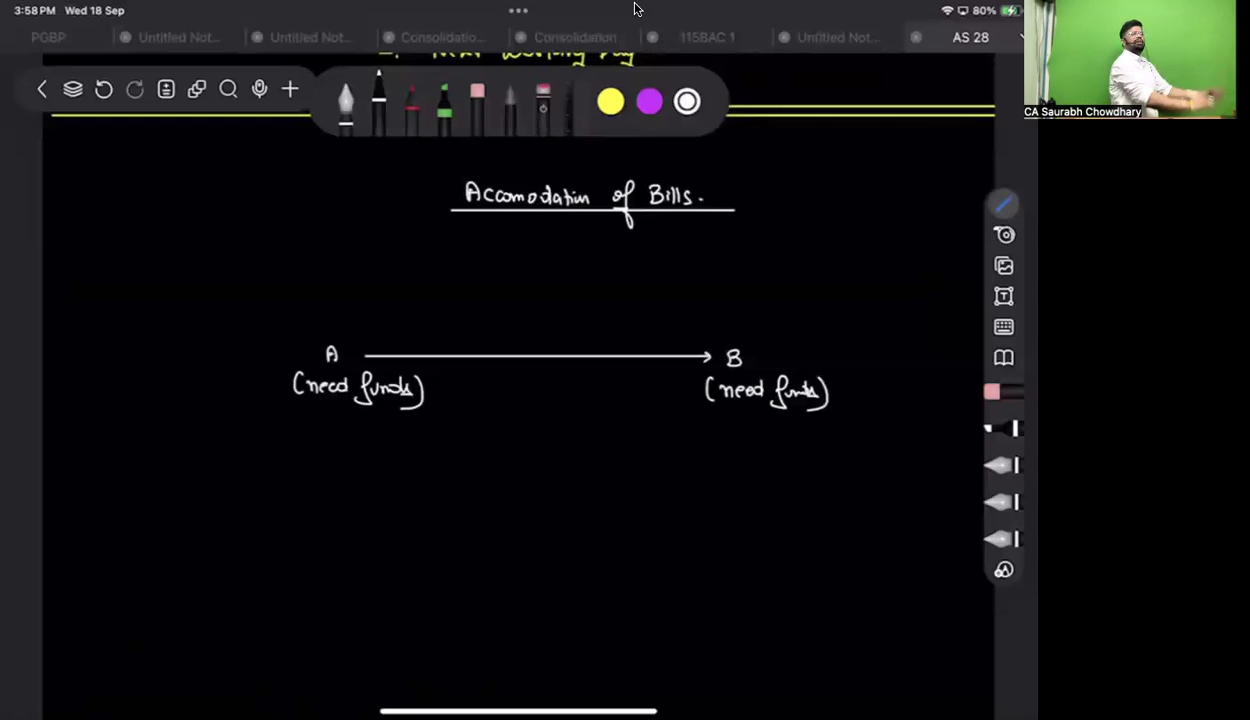 3:58 PM Wed 18 Sep
80%
PGBP
Untitled Not...
Untitled Not...
Consolidatio...
Consolidation
115BAC 1
Untitled Not...
AS 28
CA Saurabh Chowdhary
Accomodation of Bills.
A
B
(need funds)
(need funds)